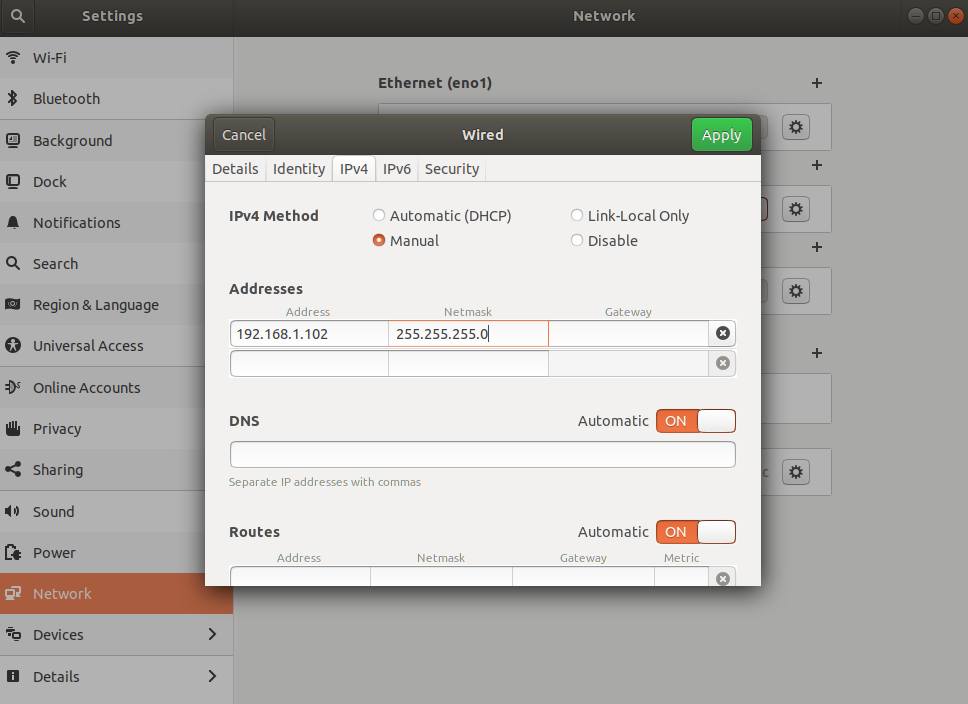 Settings
Network
Wi-Fi
Bluetooth
Background
Dock
Notifications
Search
Region & Language
Universal Access
Online Accounts
Privacy
Sharing
Sound
Power
Network
Devices
Details
Ethernet (eno1)
Cancel
Wired
Apply
Details Identity IPv4 IPv6 Security
IPv4 Method
Automatic (DHCP)
Link-Local Only
Manual
Disable
Addresses
Address Netmask Gateway
192.168.1.102 255.255.255.0
DNS
Automatic ON
Separate IP addresses with commas
Routes
Automatic ON
Address Netmask Gateway Metric